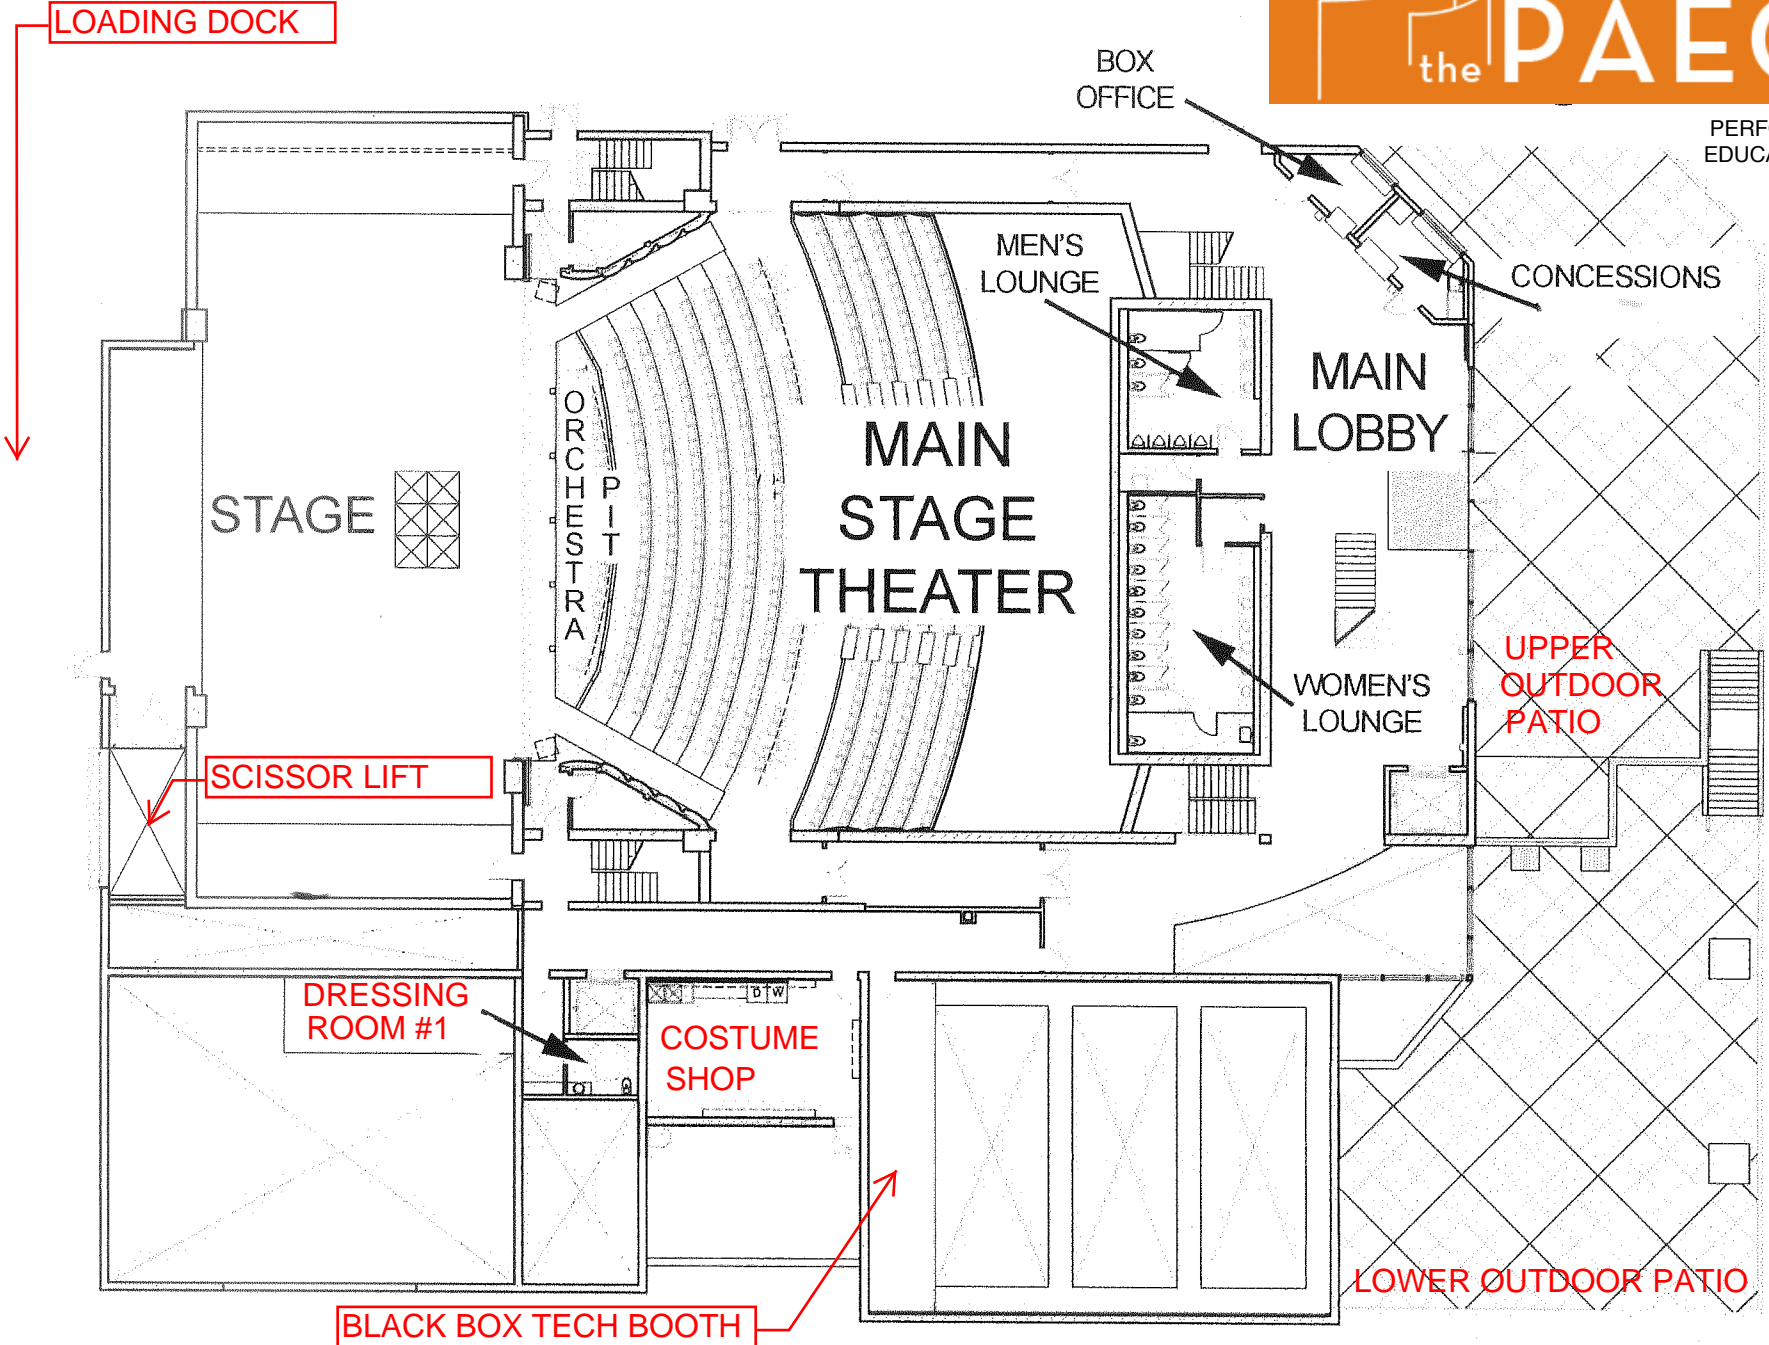 LOADING DOCK
the PAE
BOX
OFFICE
PERF
EDUCA
MEN'S
LOUNGE
CONCESSIONS
MAIN
LOBBY
ORCHESTRA
PIT
MAIN
STAGE
THEATER
STAGE
UPPER
OUTDOOR
PATIO
WOMEN'S
LOUNGE
SCISSOR LIFT
DRESSING
ROOM #1
D W
COSTUME
SHOP
LOWER OUTDOOR PATIO
BLACK BOX TECH BOOTH